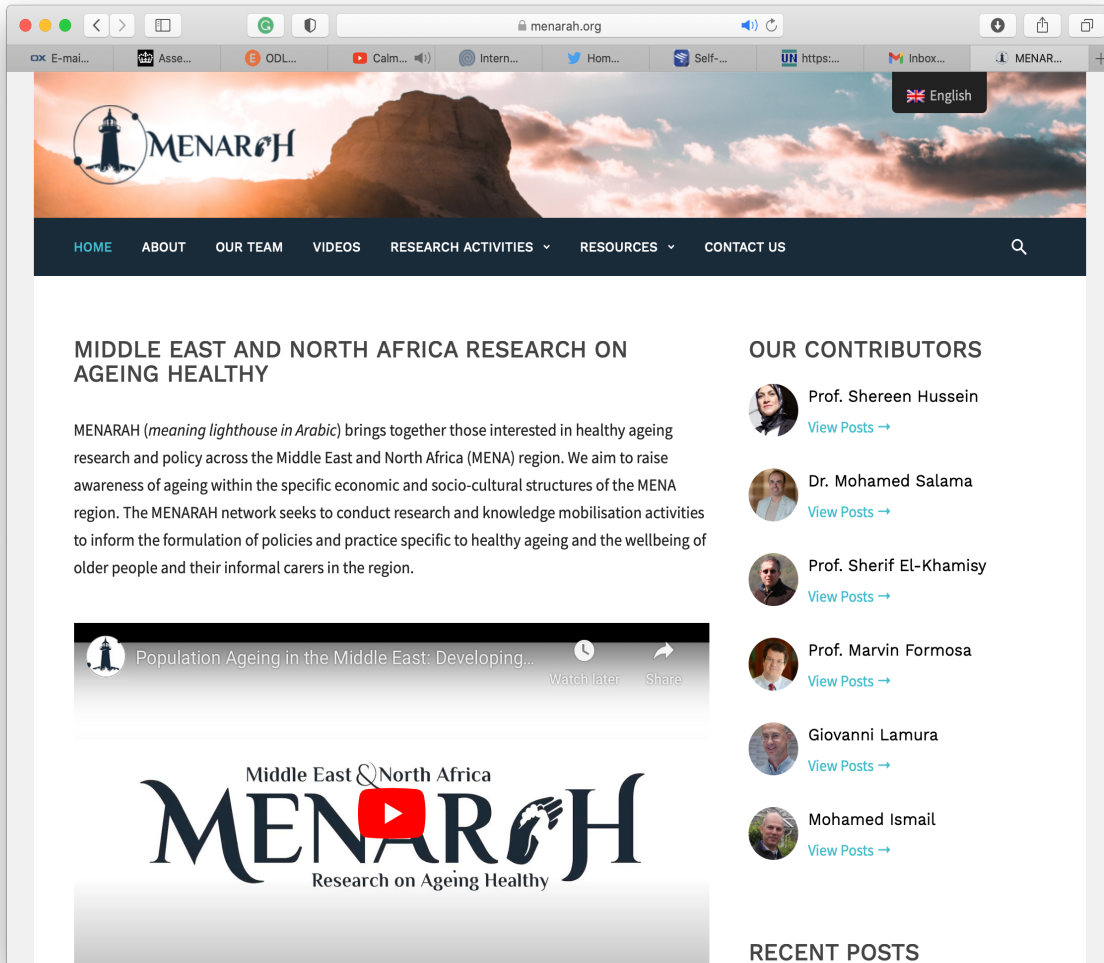 menarah.org
E-mai...
Asse...
ODL...
Calm...
Intern...
Hom...
Self-...
https:...
Inbox...
MENAR...
English
MENARAH
HOME
ABOUT
OUR TEAM
VIDEOS
RESEARCH ACTIVITIES
RESOURCES
CONTACT US
MIDDLE EAST AND NORTH AFRICA RESEARCH ON
AGEING HEALTHY
MENARAH (meaning lighthouse in Arabic) brings together those interested in healthy ageing
research and policy across the Middle East and North Africa (MENA) region. We aim to raise
awareness of ageing within the specific economic and socio-cultural structures of the MENA
region. The MENARAH network seeks to conduct research and knowledge mobilisation activities
to inform the formulation of policies and practice specific to healthy ageing and the wellbeing of
older people and their informal carers in the region.
Population Ageing in the Middle East: Developing...
Watch later
Share
Middle East & North Africa
MENARAH
Research on Ageing Healthy
OUR CONTRIBUTORS
Prof. Shereen Hussein
View Posts →
Dr. Mohamed Salama
View Posts →
Prof. Sherif El-Khamisy
View Posts →
Prof. Marvin Formosa
View Posts →
Giovanni Lamura
View Posts →
Mohamed Ismail
View Posts →
RECENT POSTS